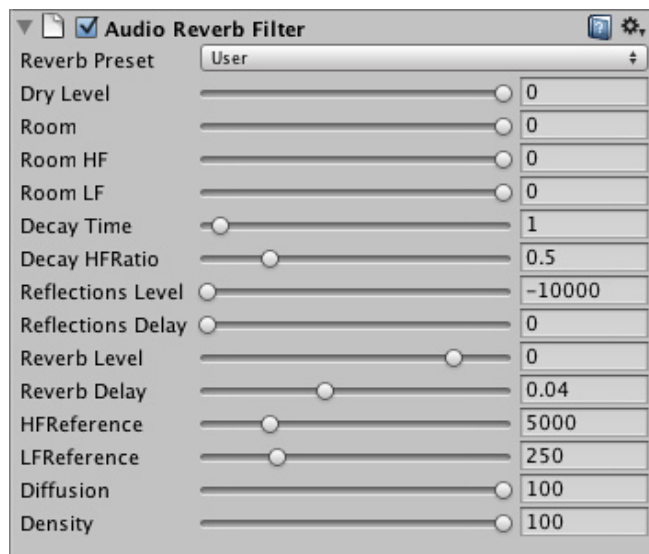 Audio Reverb Filter
Reverb Preset User
Dry Level 0
Room 0
Room HF 0
Room LF 0
Decay Time 1
Decay HFRatio 0.5
Reflections Level -10000
Reflections Delay 0
Reverb Level 0
Reverb Delay 0.04
HFReference 5000
LFReference 250
Diffusion 100
Density 100